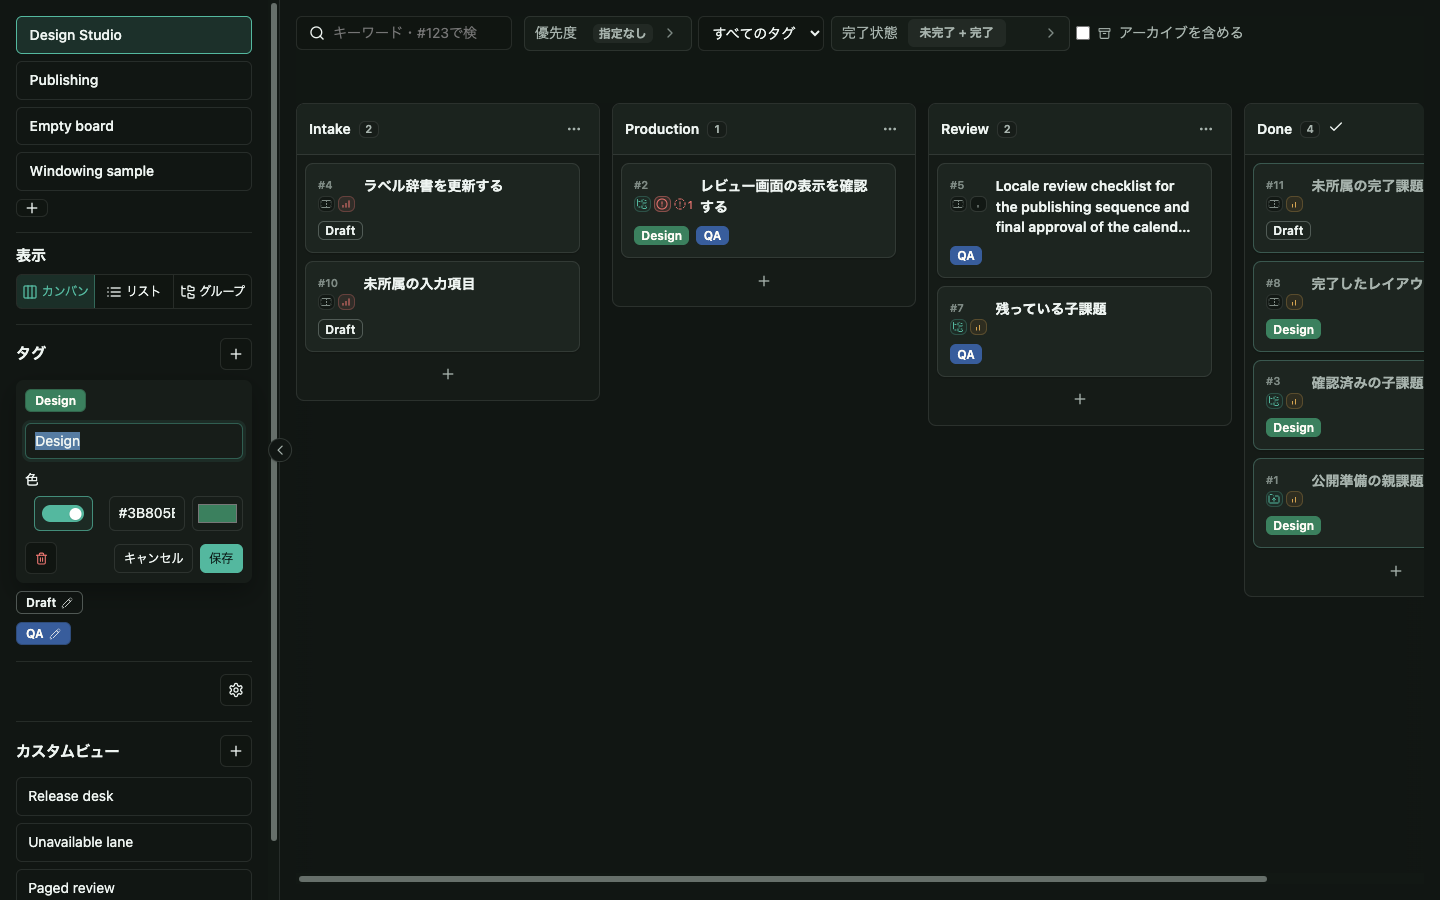 Design Studio
Publishing
Empty board
Windowing sample
表示
カンバン
リスト
グループ
タグ
Design
Design
色
#3B805E
キャンセル
保存
Draft
QA
カスタムビュー
Release desk
Unavailable lane
Paged review
キーワード・#123で検
優先度
指定なし
すべてのタグ
完了状態
未完了 + 完了
アーカイブを含める
Intake 2
#4
ラベル辞書を更新する
Draft
#10
未所属の入力項目
Draft
Production 1
#2
レビュー画面の表示を確認
する
1
Design QA
Review 2
#5
Locale review checklist for
the publishing sequence and
final approval of the calend...
QA
#7
残っている子課題
QA
Done 4
#11
未所属の完了課題
Draft
#8
完了したレイアウ
Design
#3
確認済みの子課題
Design
#1
公開準備の親課題
Design